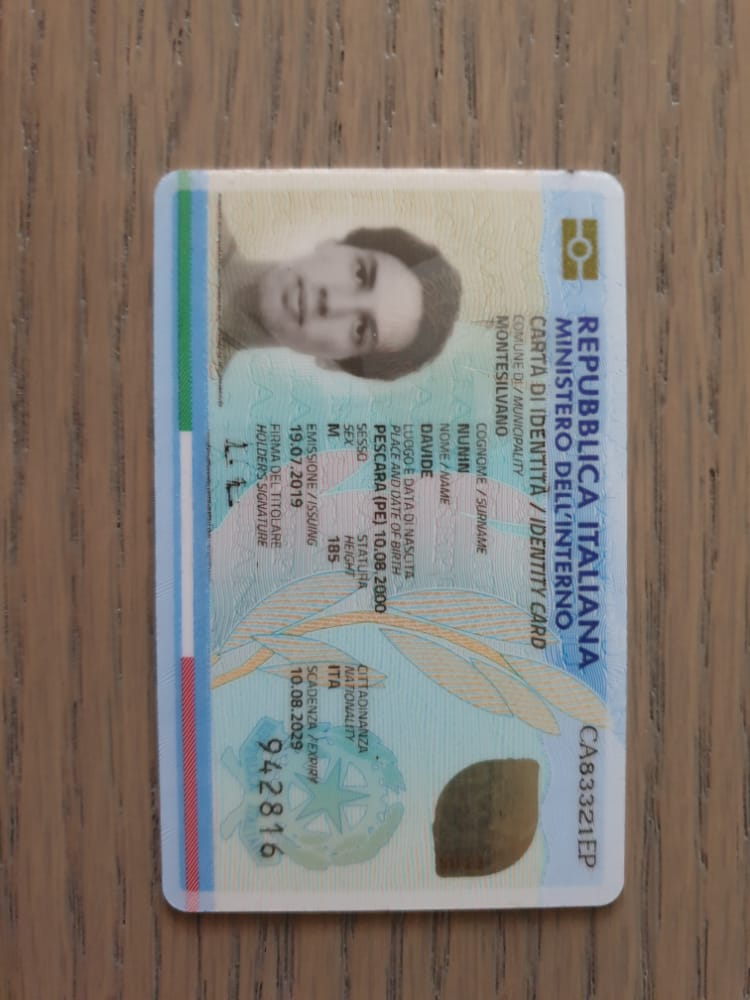 REPUBBLICA ITALIANA
CA83321EP
MINISTERO DELL'INTERNO
CARTA DI IDENTITÀ / IDENTITY CARD
COMUNE DI / MUNICIPALITY
MONTESILVANO
COGNOME / SURNAME
NUNIN
NOME / NAME
DAVIDE
LUOGO E DATA DI NASCITA
PLACE AND DATE OF BIRTH
PESCARA (PE) 10.08.2000
SESSO STATURA CITTADINANZA
SEX HEIGHT NATIONALITY
M 185 ITA
EMISSIONE / ISSUING SCADENZA / EXPIRY
19.07.2019 10.08.2029
FIRMA DEL TITOLARE
HOLDER'S SIGNATURE
942816